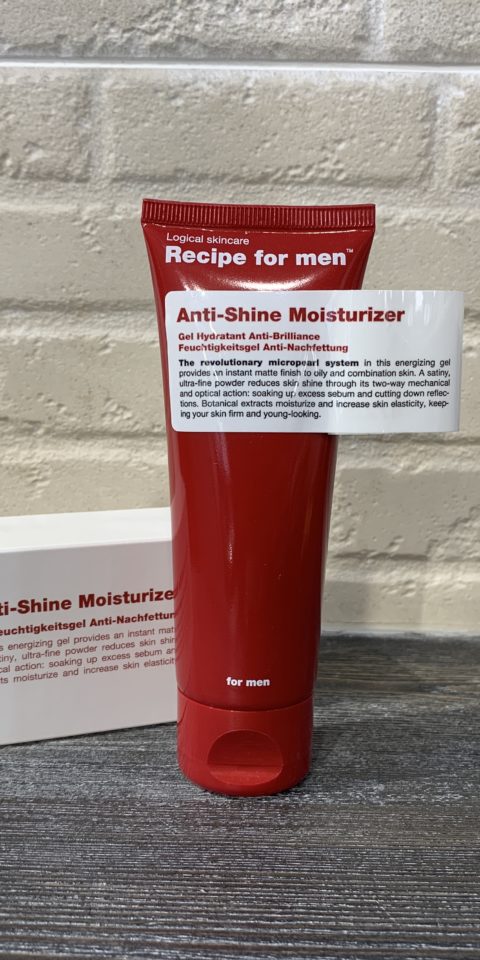 Logical skincare
Recipe for men™
Anti-Shine Moisturizer
Gel Hydratant Anti-Brilliance
Feuchtigkeitsgel Anti-Nachfettung
The revolutionary micropearl system in this energizing gel
provides an instant matte finish to oily and combination skin. A satiny,
ultra-fine powder reduces skin shine through its two-way mechanical
and optical action: soaking up excess sebum and cutting down reflec-
tions. Botanical extracts moisturize and increase skin elasticity, keep-
ing your skin firm and young-looking.
for men
ti-Shine Moisturize
euchtigkeitsgel Anti-Nachfettun
s energizing gel provides an instant mat
tiny, ultra-fine powder reduces skin shin
cal action: soaking up excess sebum an
ts moisturize and increase skin elasticity